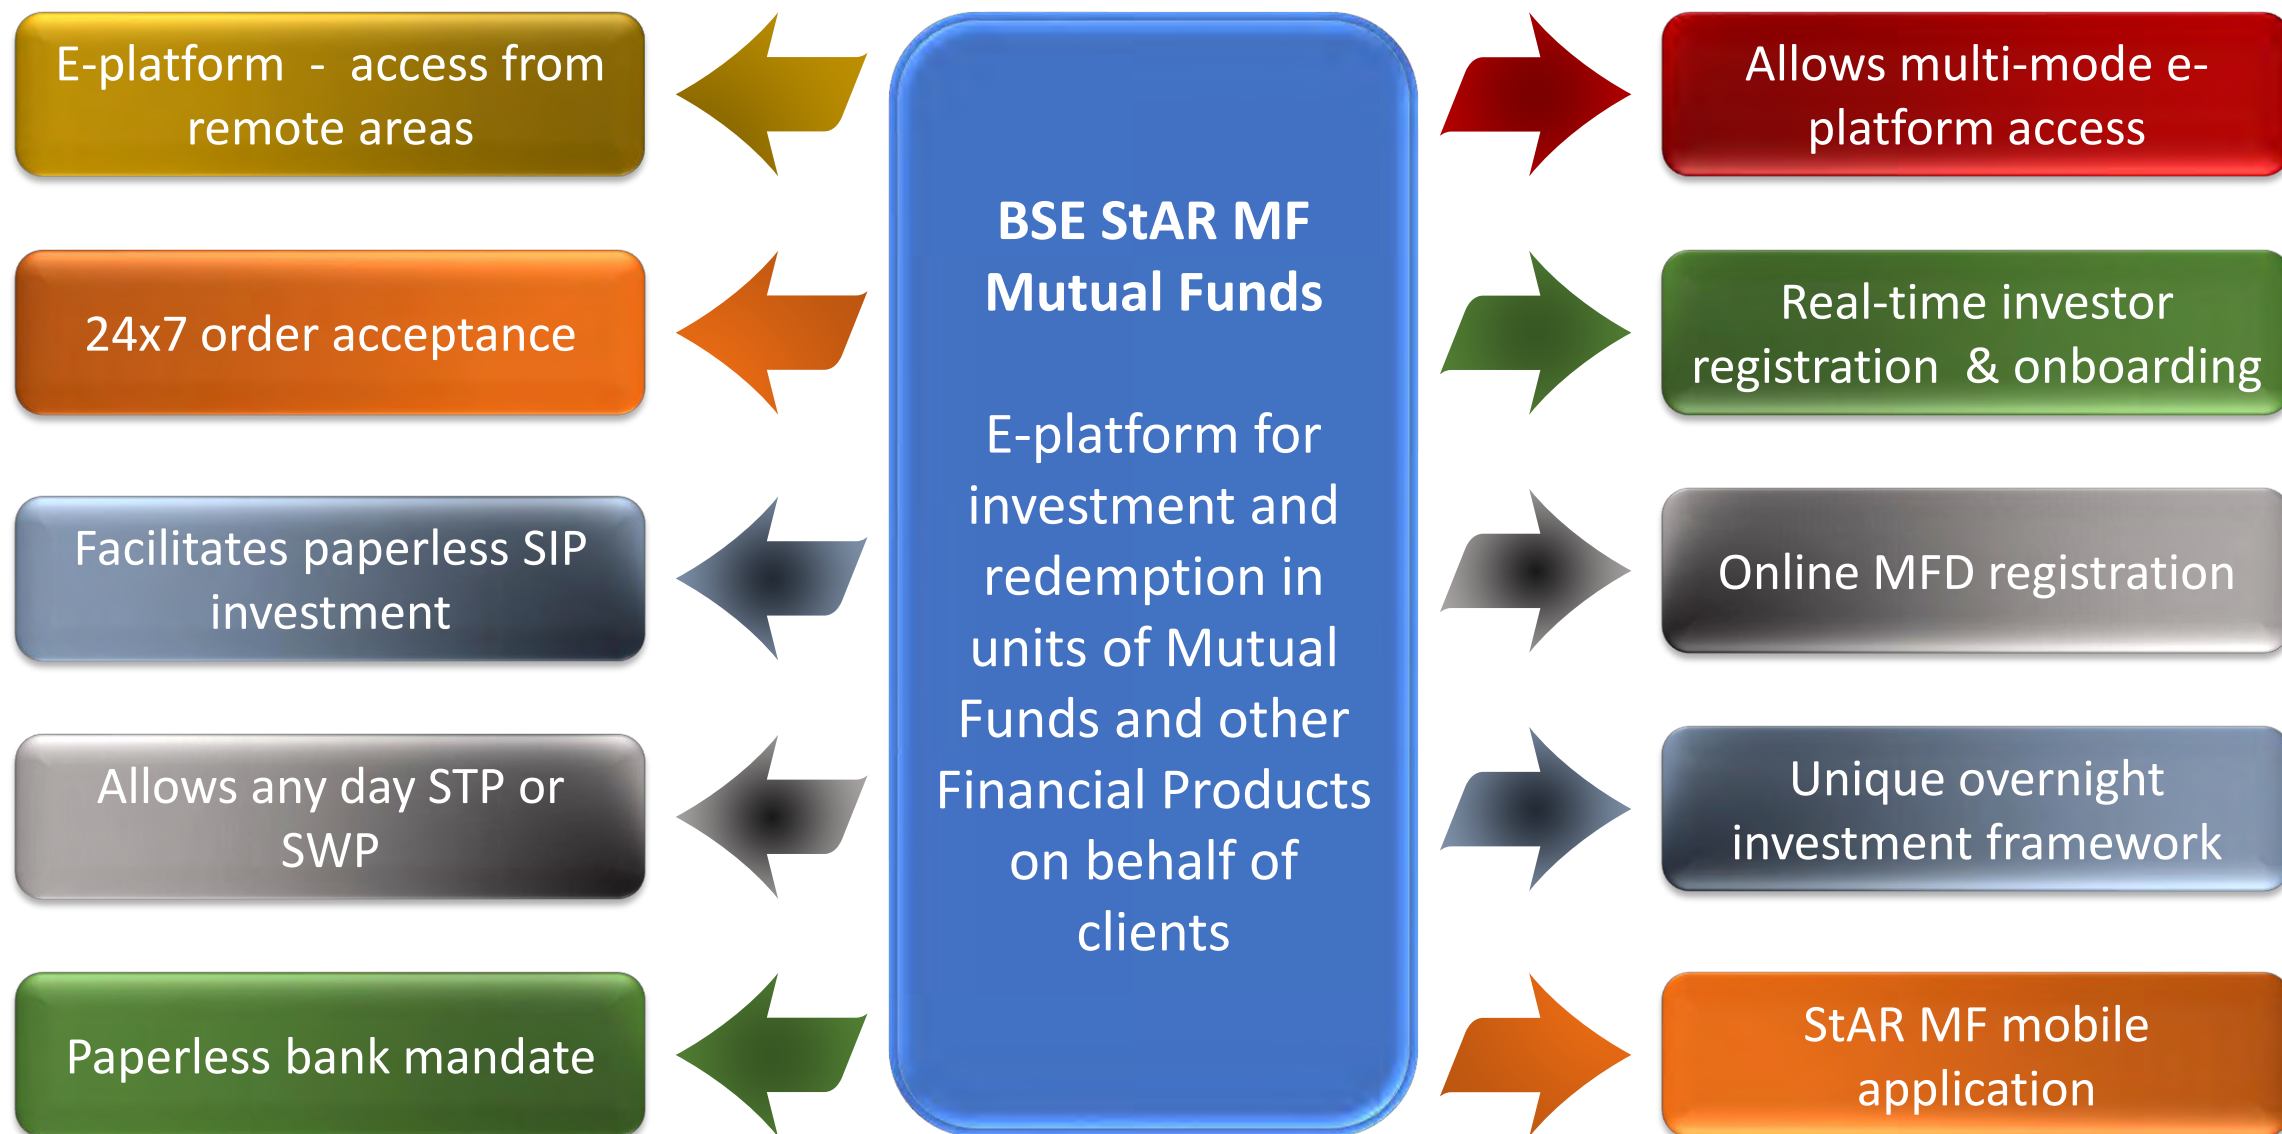 E-platform - access from
remote areas
24x7 order acceptance
Facilitates paperless SIP
investment
Allows any day STP or
SWP
Paperless bank mandate
BSE StAR MF
Mutual Funds
E-platform for
investment and
redemption in
units of Mutual
Funds and other
Financial Products
on behalf of
clients
Allows multi-mode e-
platform access
Real-time investor
registration & onboarding
Online MFD registration
Unique overnight
investment framework
StAR MF mobile
application